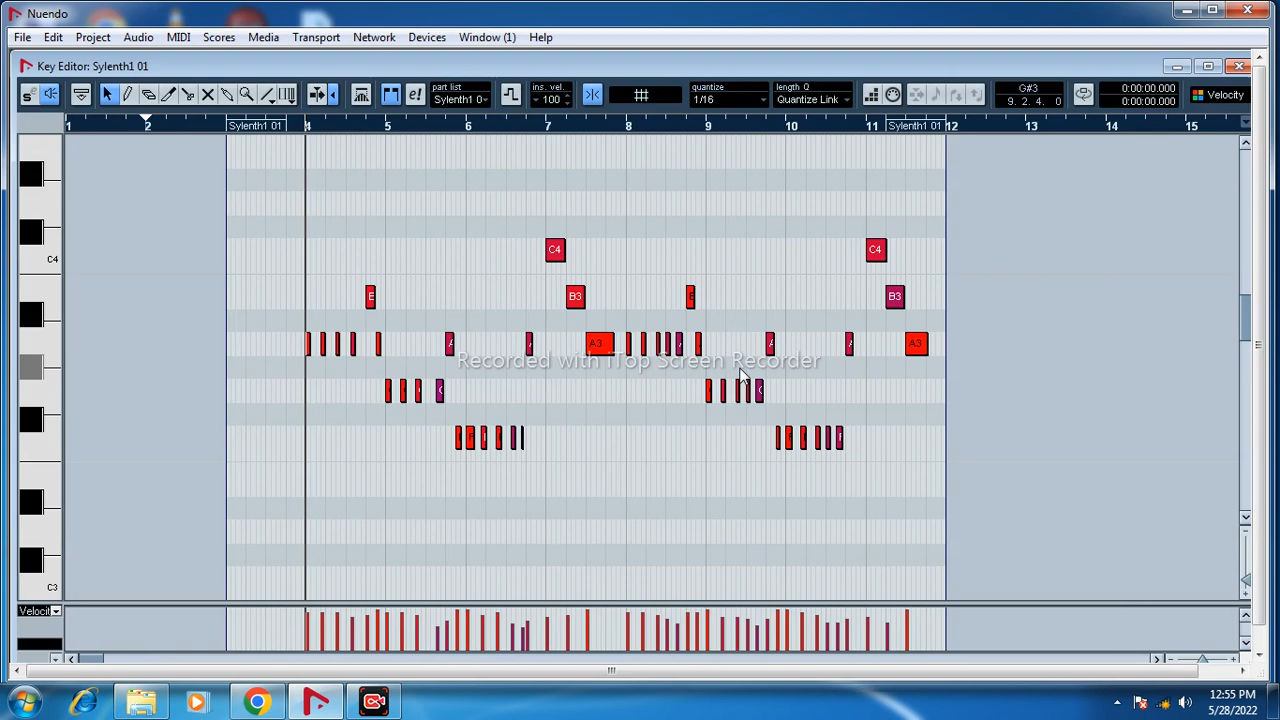 Nuendo
File Edit Project Audio MIDI Scores Media Transport Network Devices Window (1) Help
Key Editor: Sylenth1 01
part list ins. vel. quantize length Q G#3
Sylenth1 0 100 1/16 Quantize Link 9. 2. 4. 0 0:00:00.000 0:00:00.000 Velocity
1 2 Sylenth1 01 4 5 6 7 8 9 10 11 Sylenth1 01 12 13 14 15
C4 C4 C4
B3 B3
A3 A3
Recorded with iTop Screen Recorder
C3
Velocit
12:55 PM
5/28/2022